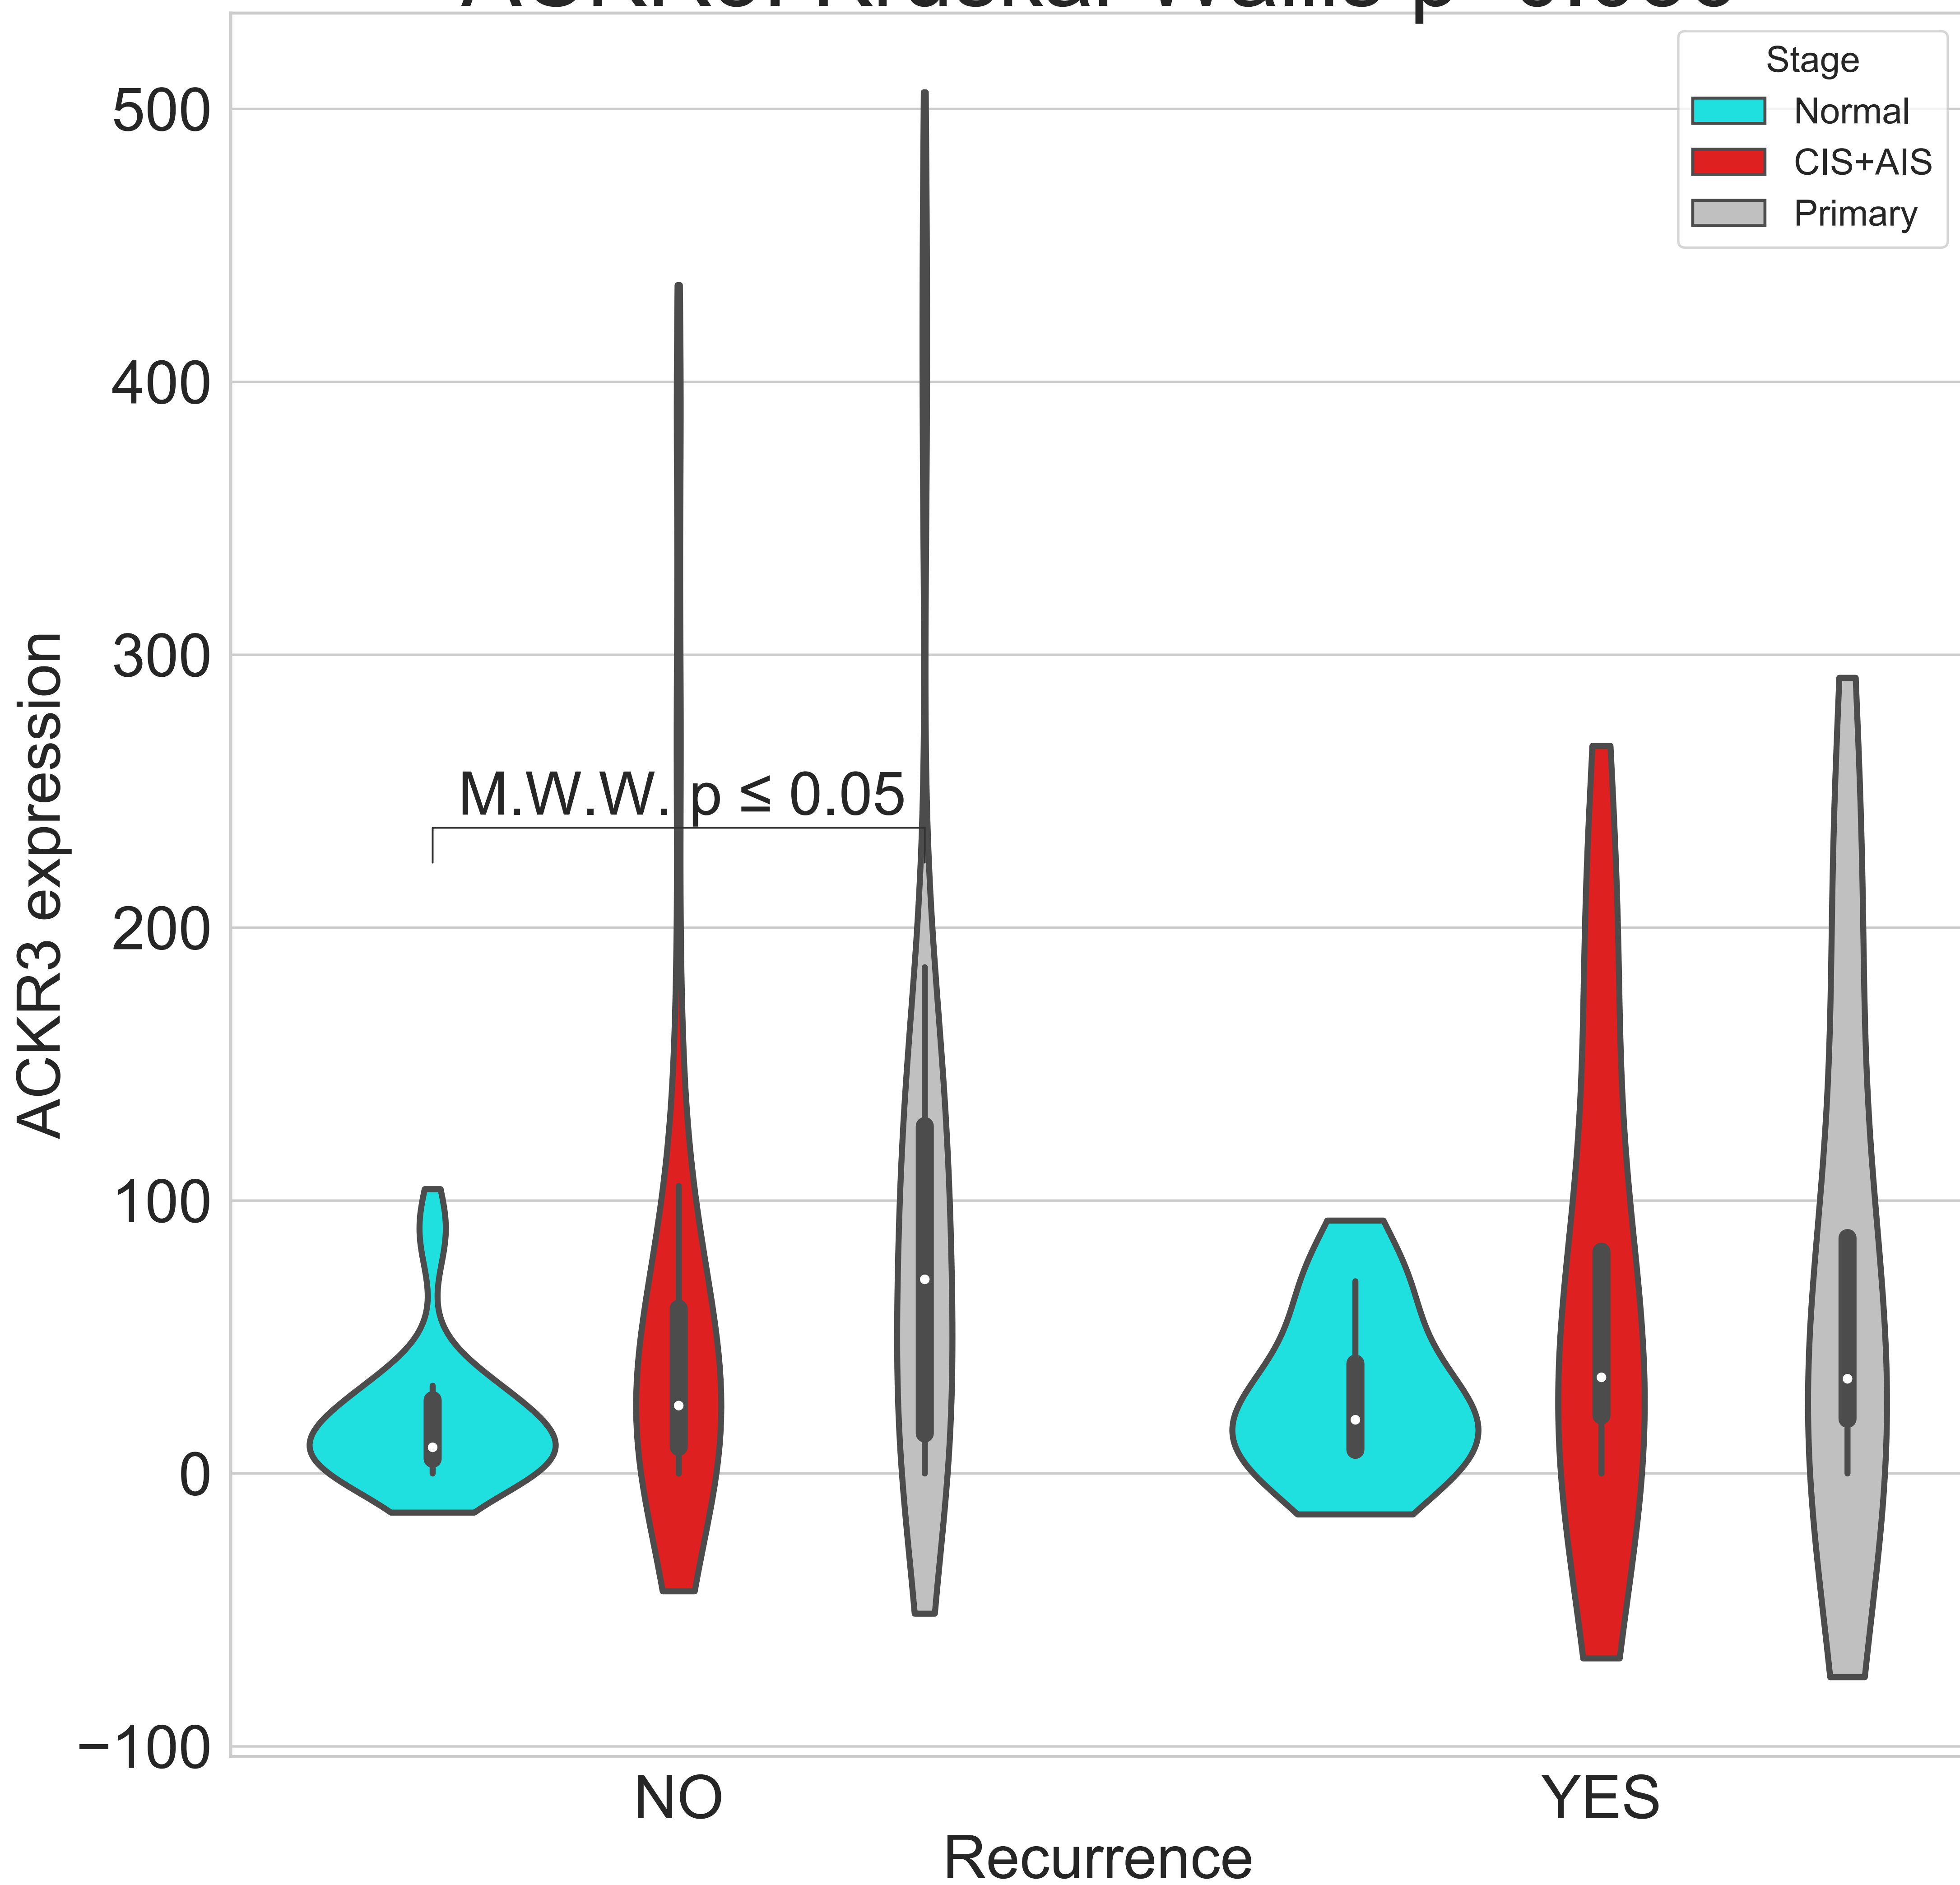 500
400
300
200
100
0
−100
ACKR3 expression
Stage
Normal
CIS+AIS
Primary
M.W.W. p ≤ 0.05
NO
YES
Recurrence